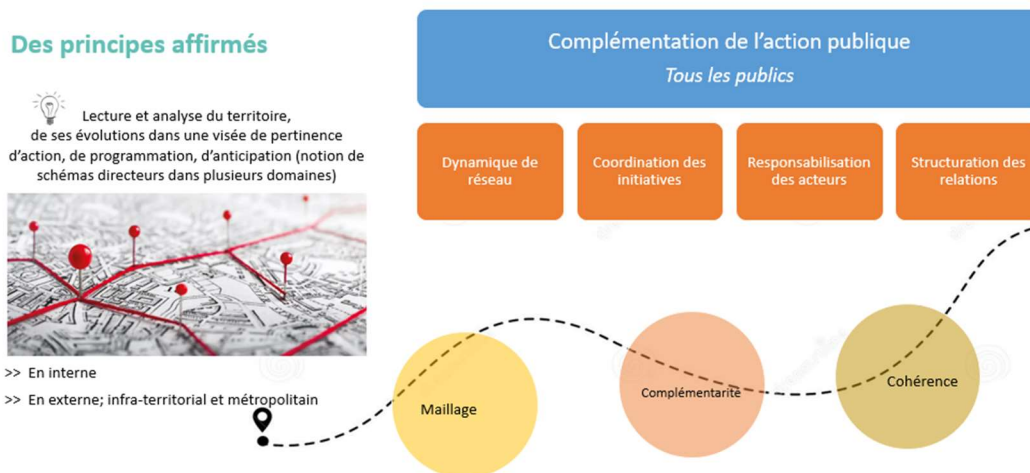 Des principes affirmés
Lecture et analyse du territoire,
de ses évolutions dans une visée de pertinence
d'action, de programmation, d'anticipation (notion de
schémas directeurs dans plusieurs domaines)
>> En interne
>> En externe; infra-territorial et métropolitain
Complémentation de l'action publique
Tous les publics
Dynamique de
réseau
Coordination des
initiatives
Responsabilisation
des acteurs
Structuration des
relations
Maillage
Complémentarité
Cohérence